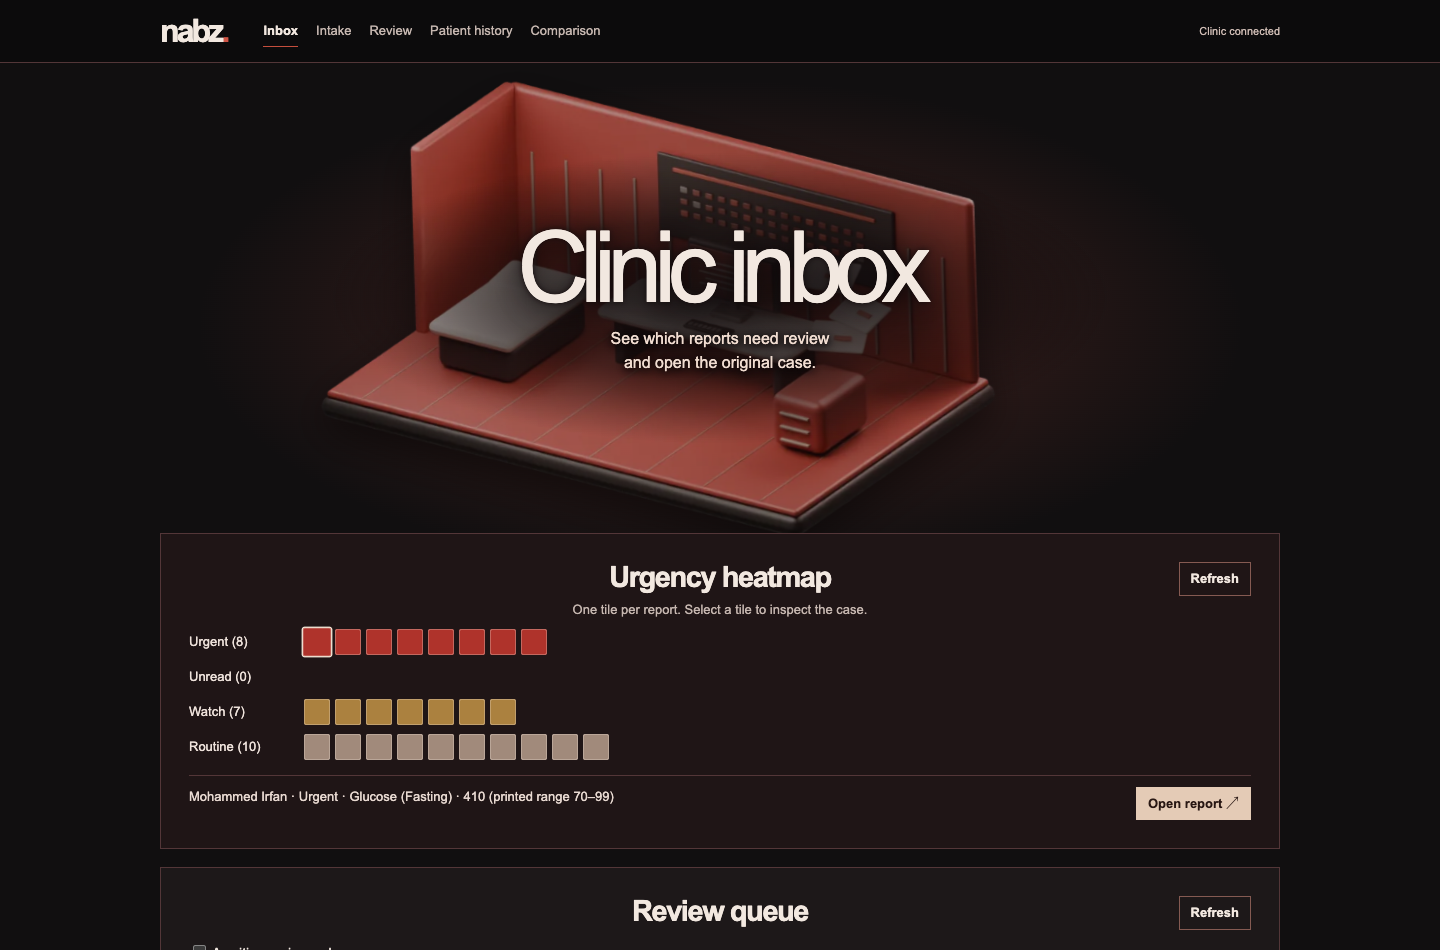 nabz.
Inbox
Intake
Review
Patient history
Comparison
Clinic connected
Clinic inbox
See which reports need review
and open the original case.
Urgency heatmap
Refresh
One tile per report. Select a tile to inspect the case.
Urgent (8)
Unread (0)
Watch (7)
Routine (10)
Mohammed Irfan · Urgent · Glucose (Fasting) · 410 (printed range 70–99)
Open report ↗
Review queue
Refresh